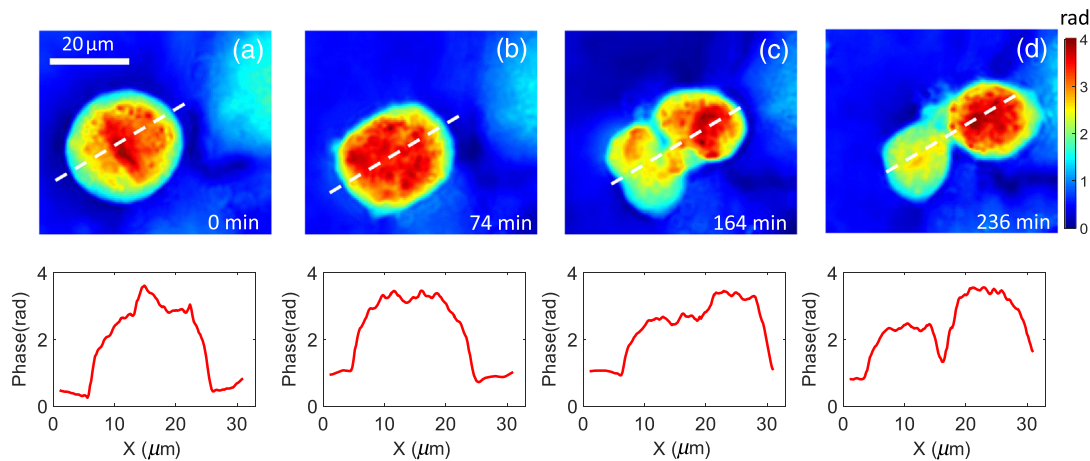 rad
20 μm
(a)
(b)
(c)
(d)
4
3
2
1
0
0 min
74 min
164 min
236 min
4
2
0
Phase(rad)
0 10 20 30
X (μm)
4
2
0
Phase(rad)
0 10 20 30
X (μm)
4
2
0
Phase(rad)
0 10 20 30
X (μm)
4
2
0
Phase(rad)
0 10 20 30
X (μm)